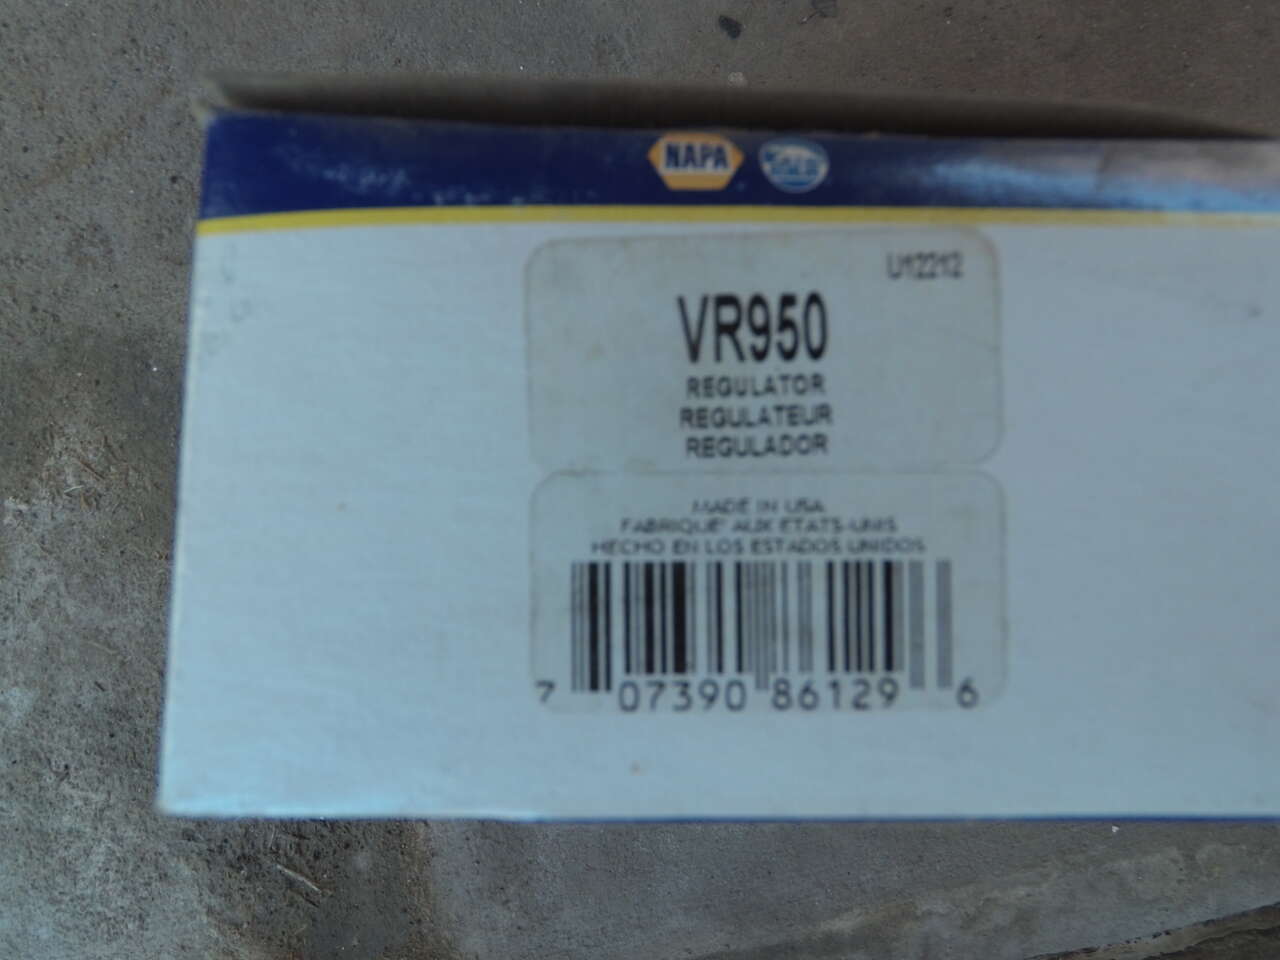 NAPA
U12212
VR950
REGULATOR
REGULATEUR
REGULADOR
MADE IN USA
FABRIQUE' AUX ETATS-UNIS
HECHO EN LOS ESTADOS UNIDOS
7 07390 86129 6